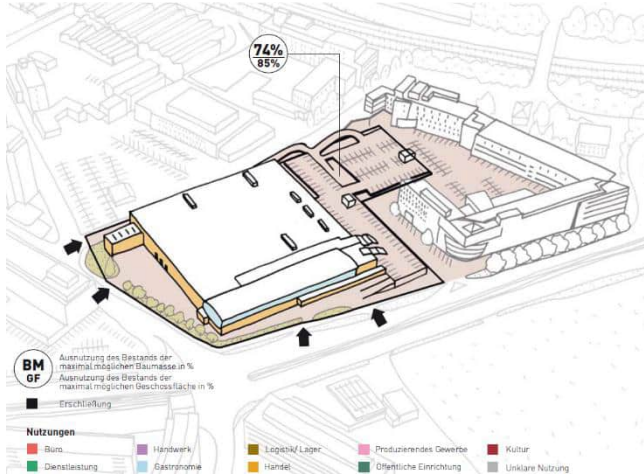 74%
85%
BM
GF
Ausnutzung des Bestands der
maximal möglichen Baumasse in %
Ausnutzung des Bestands der
maximal möglichen Geschossfläche in %
Erschließung
Nutzungen
Büro
Handwerk
Logistik/ Lager
Produzierendes Gewerbe
Kultur
Dienstleistung
Gastronomie
Handel
Öffentliche Einrichtung
Unklare Nutzung